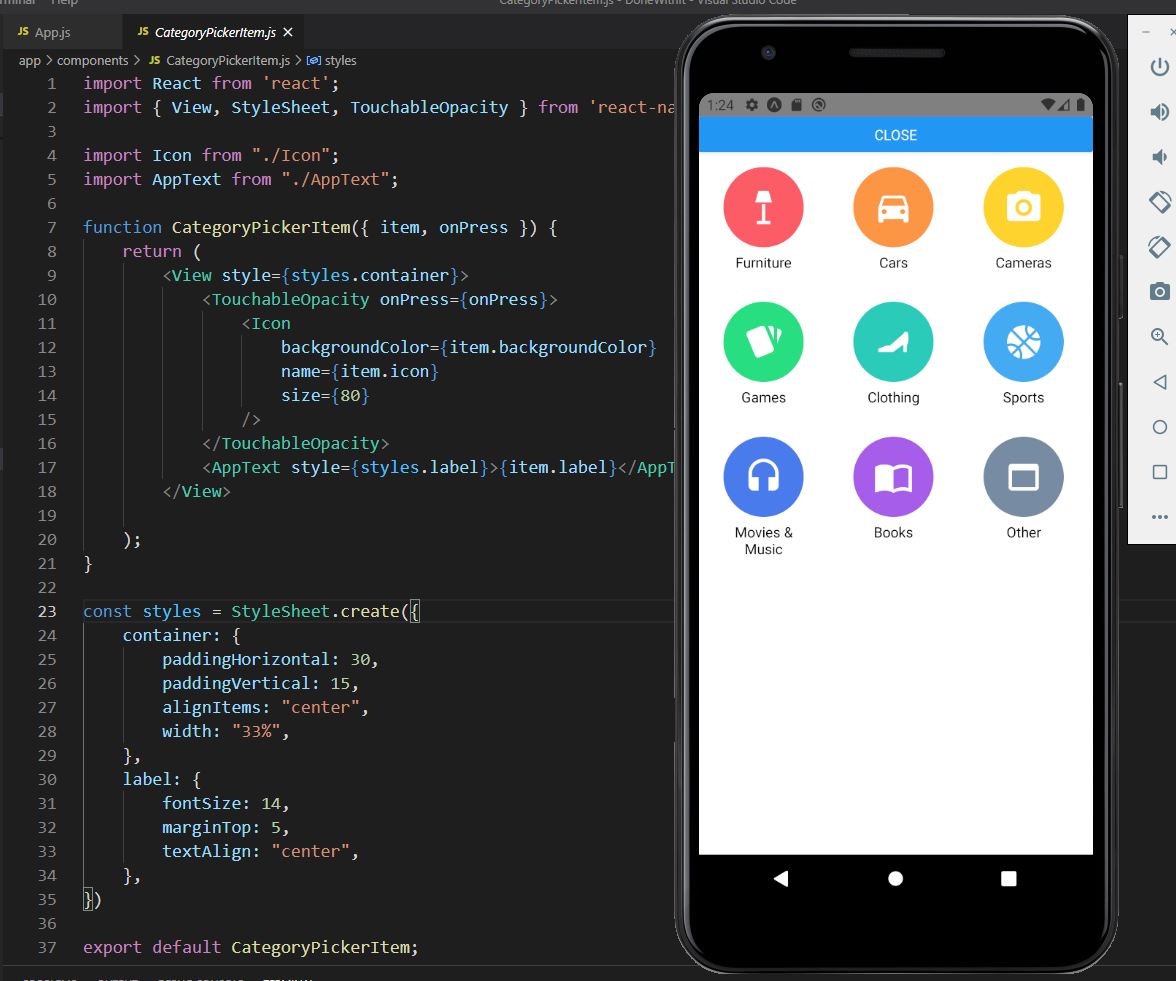 CategoryPickerItem.js - DoneWithIt - Visual Studio Code
JS App.js
JS CategoryPickerItem.js ×
app > components > JS CategoryPickerItem.js > styles
1 import React from 'react';
2 import { View, StyleSheet, TouchableOpacity } from 'react-na
3
4 import Icon from "./Icon";
5 import AppText from "./AppText";
6
7 function CategoryPickerItem({ item, onPress }) {
8 return (
9 <View style={styles.container}>
10 <TouchableOpacity onPress={onPress}>
11 <Icon
12 backgroundColor={item.backgroundColor}
13 name={item.icon}
14 size={80}
15 />
16 </TouchableOpacity>
17 <AppText style={styles.label}>{item.label}</AppT
18 </View>
19
20 );
21 }
22
23 const styles = StyleSheet.create({
24 container: {
25 paddingHorizontal: 30,
26 paddingVertical: 15,
27 alignItems: "center",
28 width: "33%",
29 },
30 label: {
31 fontSize: 14,
32 marginTop: 5,
33 textAlign: "center",
34 },
35 })
36
37 export default CategoryPickerItem;
1:24
CLOSE
Furniture
Cars
Cameras
Games
Clothing
Sports
Movies &
Music
Books
Other